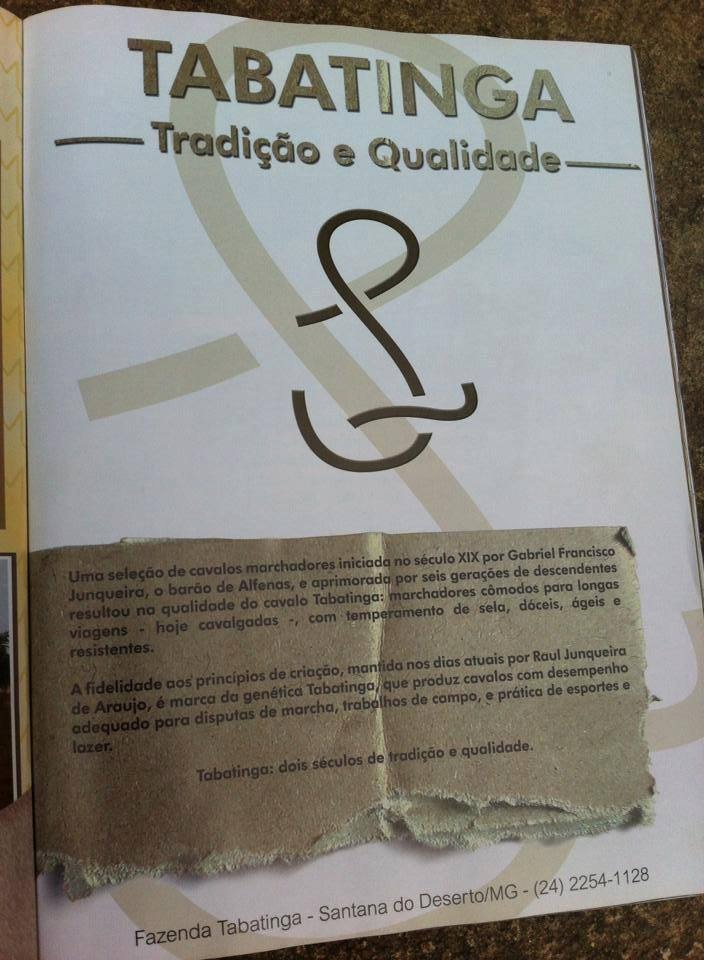 TABATINGA
Tradição e Qualidade
Uma seleção de cavalos marchadores iniciada no século XIX por Gabriel Francisco
Junqueira, o barão de Alfenas, e aprimorada por seis gerações de descendentes
resultou na qualidade do cavalo Tabatinga: marchadores cômodos para longas
viagens - hoje cavalgadas -, com temperamento de sela, dóceis, ágeis e
resistentes.
A fidelidade aos princípios de criação, mantida nos dias atuais por Raul Junqueira
de Araujo, é marca da genética Tabatinga, que produz cavalos com desempenho
adequado para disputas de marcha, trabalhos de campo, e prática de esportes e
lazer.
Tabatinga: dois séculos de tradição e qualidade.
Fazenda Tabatinga - Santana do Deserto/MG - (24) 2254-1128